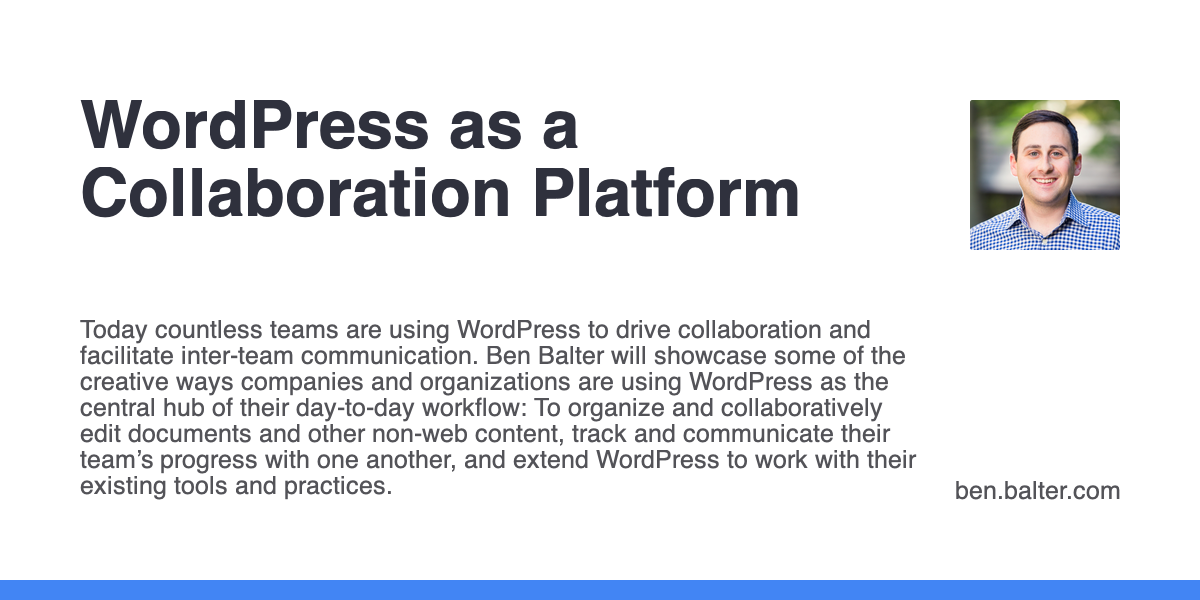 WordPress as a
Collaboration Platform
Today countless teams are using WordPress to drive collaboration and
facilitate inter-team communication. Ben Balter will showcase some of the
creative ways companies and organizations are using WordPress as the
central hub of their day-to-day workflow: To organize and collaboratively
edit documents and other non-web content, track and communicate their
team’s progress with one another, and extend WordPress to work with their
existing tools and practices.
ben.balter.com